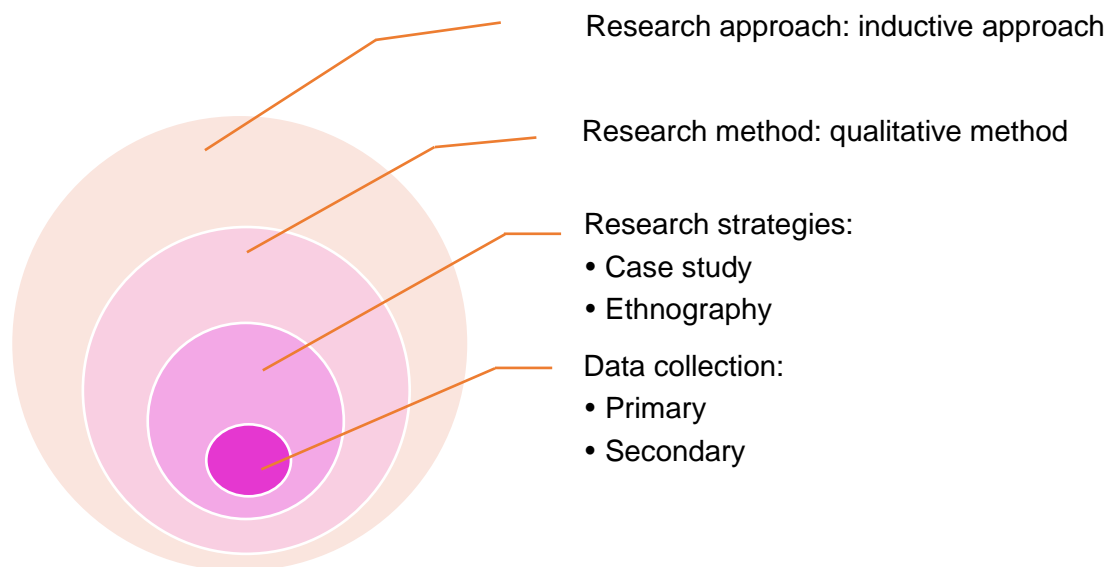 Research approach: inductive approach
Research method: qualitative method
Research strategies:
• Case study
• Ethnography
Data collection:
• Primary
• Secondary